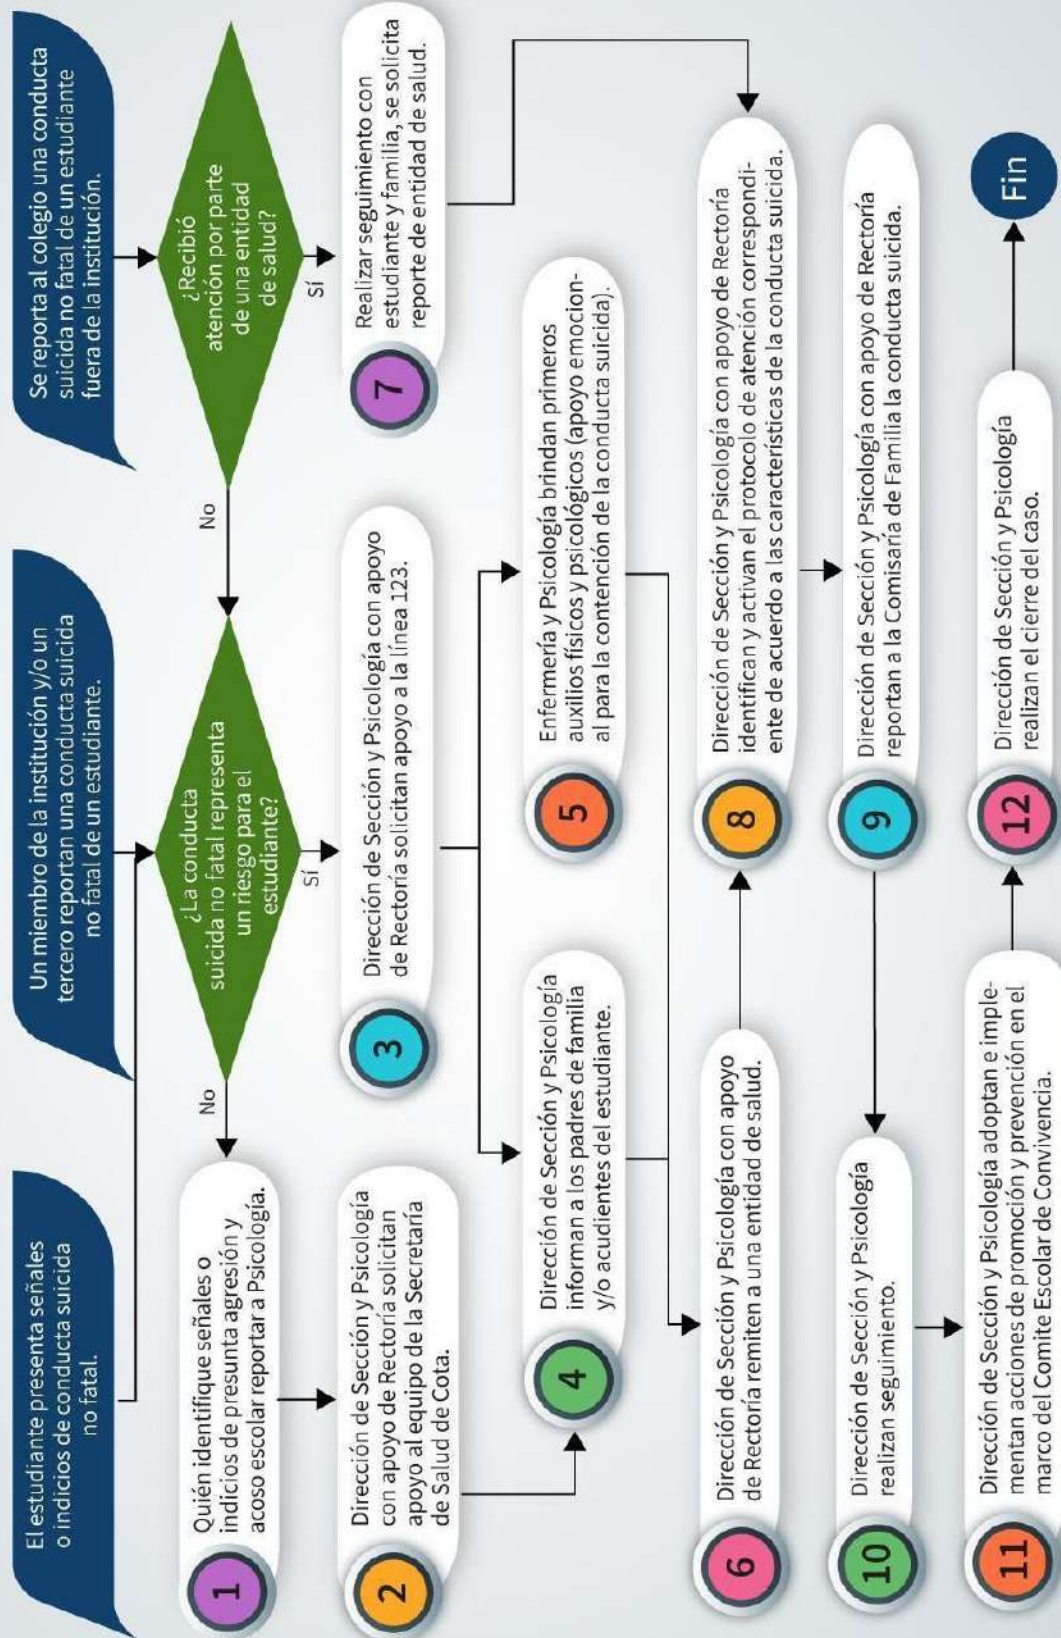 El estudiante presenta señales
o indicios de conducta suicida
no fatal.
Un miembro de la institución y/o un
tercero reportan una conducta suicida
no fatal de un estudiante.
Se reporta al colegio una conducta
suicida no fatal de un estudiante
fuera de la institución.
¿La conducta
suicida no fatal representa
un riesgo para el
estudiante?
¿Recibió
atención por parte
de una entidad
de salud?
No
No
Sí
Sí
1
Quién identifique señales o
indicios de presunta agresión y
acoso escolar reportar a Psicología.
2
Dirección de Sección y Psicología
con apoyo de Rectoría solicitan
apoyo al equipo de la Secretaría
de Salud de Cota.
3
Dirección de Sección y Psicología con apoyo
de Rectoría solicitan apoyo a la línea 123.
7
Realizar seguimiento con
estudiante y familia, se solicita
reporte de entidad de salud.
4
Dirección de Sección y Psicología
informan a los padres de familia
y/o acudientes del estudiante.
5
Enfermería y Psicología brindan primeros
auxilios físicos y psicológicos (apoyo emocion-
al para la contención de la conducta suicida).
6
Dirección de Sección y Psicología con apoyo
de Rectoría remiten a una entidad de salud.
8
Dirección de Sección y Psicología con apoyo de Rectoría
identifican y activan el protocolo de atención correspondi-
ente de acuerdo a las características de la conducta suicida.
10
Dirección de Sección y Psicología
realizan seguimiento.
9
Dirección de Sección y Psicología con apoyo de Rectoría
reportan a la Comisaría de Familia la conducta suicida.
11
Dirección de Sección y Psicología adoptan e imple-
mentan acciones de promoción y prevención en el
marco del Comite Escolar de Convivencia.
12
Dirección de Sección y Psicología
realizan el cierre del caso.
Fin